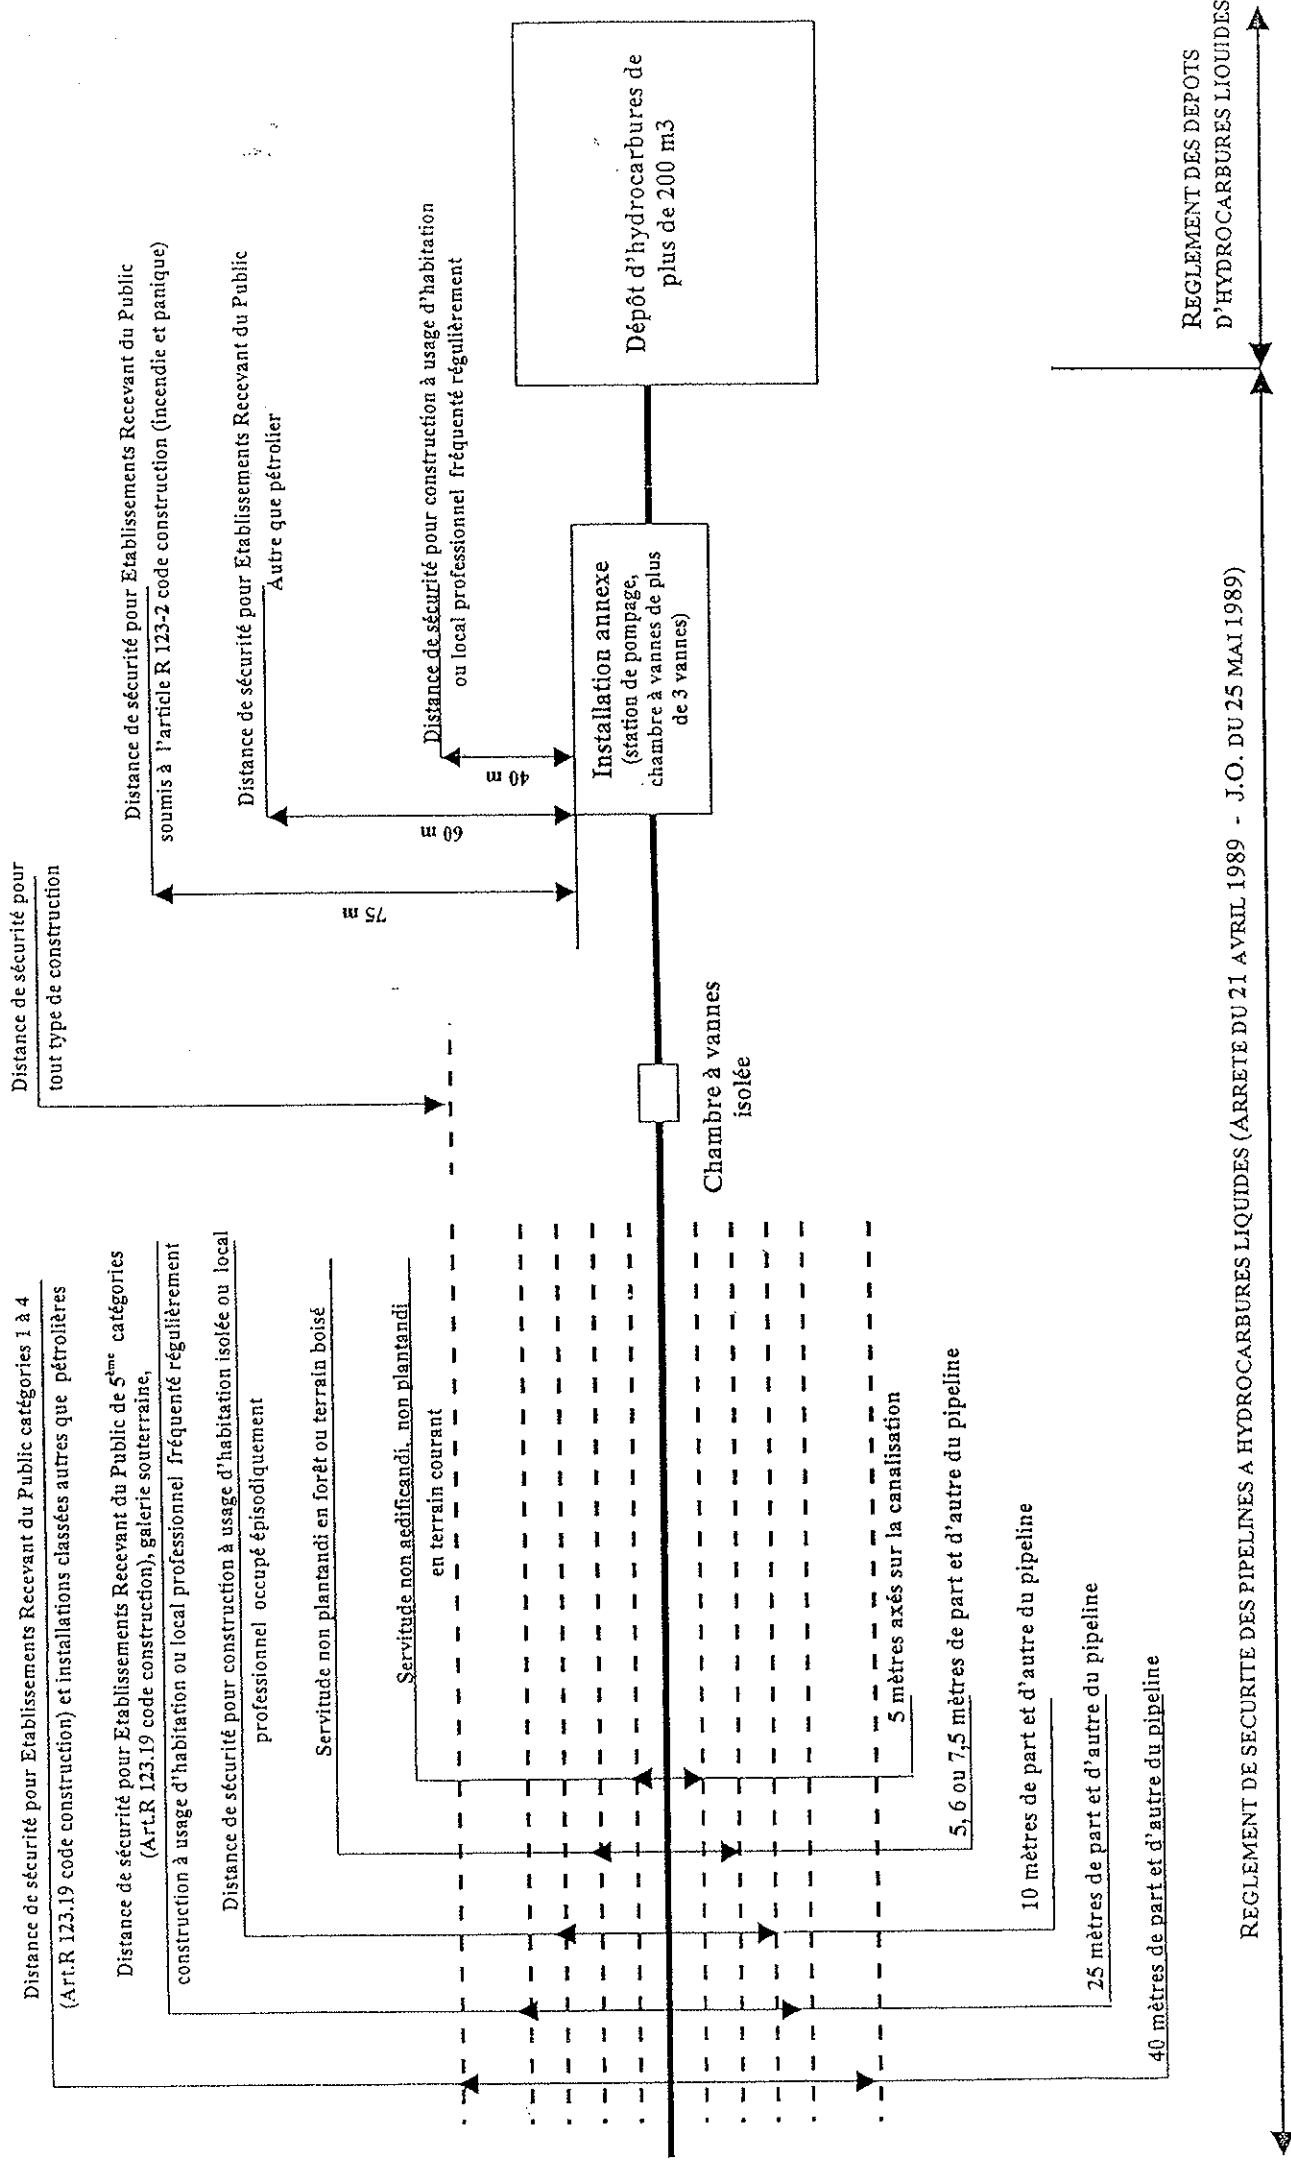 Distance de sécurité pour
tout type de construction
Distance de sécurité pour Etablissements Recevant du Public catégories 1 à 4
(Art.R 123.19 code construction) et installations classées autres que pétrolières
Distance de sécurité pour Etablissements Recevant du Public de 5ème catégories
(Art.R 123.19 code construction), galerie souterraine,
construction à usage d'habitation ou local professionnel fréquenté régulièrement
Distance de sécurité pour construction à usage d'habitation isolée ou local
professionnel occupé épisodiquement
Servitude non plantandi en forêt ou terrain boisé
Servitude non aedificandi, non plantandi
en terrain courant
Distance de sécurité pour Etablissements Recevant du Public
soumis à l'article R 123-2 code construction (incendie et panique)
Distance de sécurité pour Etablissements Recevant du Public
Autre que pétrolier
Distance de sécurité pour construction à usage d'habitation
ou local professionnel fréquenté régulièrement
75 m
60 m
40 m
Installation annexe
(station de pompage,
chambre à vannes de plus
de 3 vannes)
Dépôt d'hydrocarbures de
plus de 200 m3
Chambre à vannes
isolée
5 mètres axés sur la canalisation
5, 6 ou 7,5 mètres de part et d'autre du pipeline
10 mètres de part et d'autre du pipeline
25 mètres de part et d'autre du pipeline
40 mètres de part et d'autre du pipeline
REGLEMENT DES DEPOTS
D'HYDROCARBURES LIQUIDES
REGLEMENT DE SECURITE DES PIPELINES A HYDROCARBURES LIQUIDES (ARRETE DU 21 AVRIL 1989 - J.O. DU 25 MAI 1989)